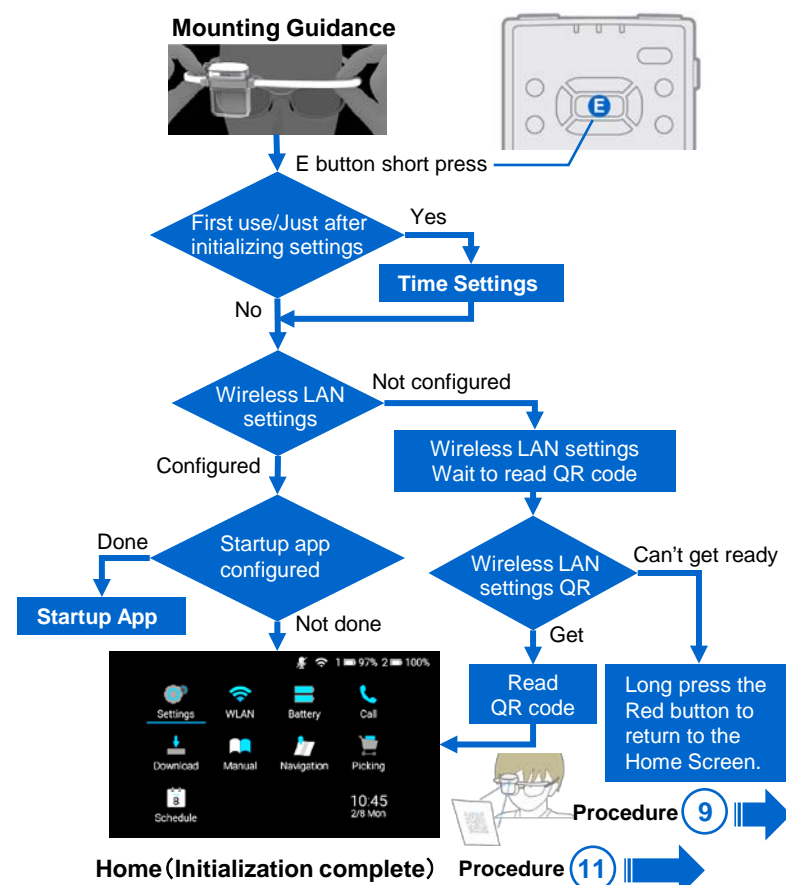 Mounting Guidance
E
E button short press
First use/Just after
initializing settings
Yes
Time Settings
No
Wireless LAN
settings
Not configured
Wireless LAN settings
Wait to read QR code
Configured
Startup app
configured
Done
Startup App
Wireless LAN
settings QR
Can't get ready
Not done
Get
1 97% 2 100%
Settings
WLAN
Battery
Call
Download
Manual
Navigation
Picking
8
Schedule
10:45
2/8 Mon
Read
QR code
Long press the
Red button to
return to the
Home Screen.
Procedure 9
Home(Initialization complete)
Procedure 11